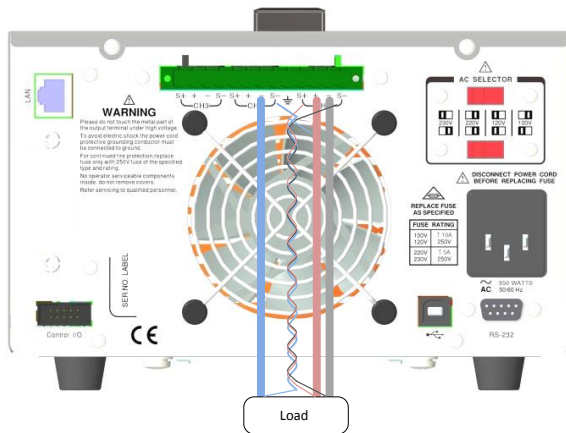 LAN
WARNING
Please do not touch the metal part of
the output terminal under high voltage.
To avoid electric shock the power cord
protective grounding conductor must
be connected to ground.
For continued fire protection, replace
fuse only with 250V fuse of the specified
type and rating.
No operator serviceable components
inside. do not remove covers.
Refer servicing to qualified personnel.
SER.NO. LABEL
CE
Control I/O
S+ + - S- S+ + S- S+ + S-
CH3 CH H
AC SELECTOR
230V 220V 120V 100V
DISCONNECT POWER CORD
BEFORE REPLACING FUSE
REPLACE FUSE
AS SPECIFIED
FUSE RATING
100V T 10A
120V 250V
220V T 5A
230V 250V
AC
650 WATTS
50/60 Hz
RS-232
Load